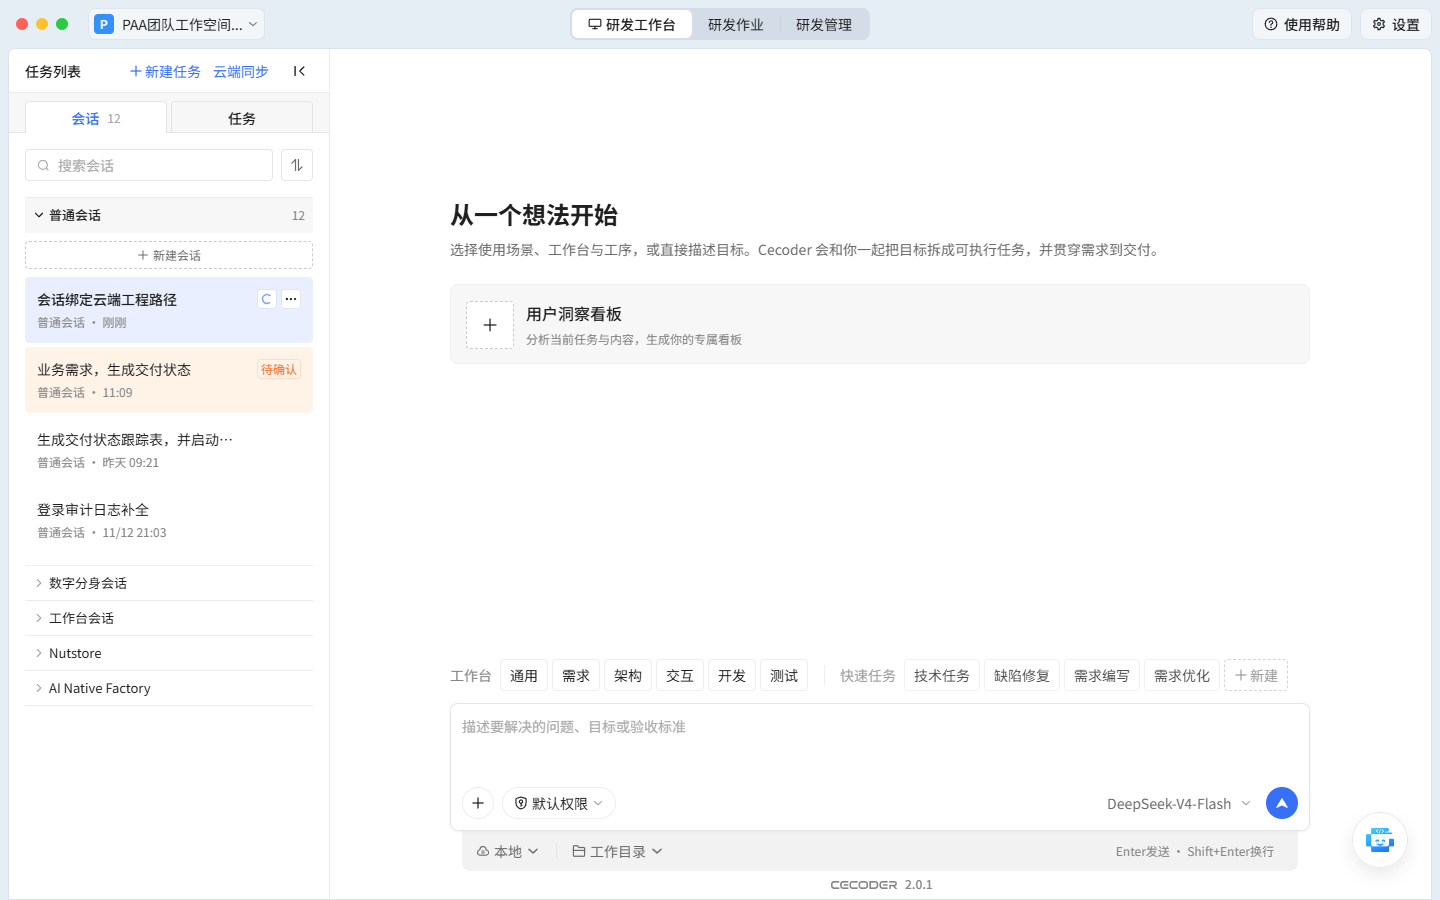 P PAA团队工作空间...
研发工作台 研发作业 研发管理
使用帮助 设置
任务列表 新建任务 云端同步
会话 12 任务
搜索会话
普通会话 12
新建会话
会话绑定云端工程路径
普通会话 · 刚刚
业务需求，生成交付状态 待确认
普通会话 · 11:09
生成交付状态跟踪表，并启动···
普通会话 · 昨天 09:21
登录审计日志补全
普通会话 · 11/12 21:03
数字分身会话
工作台会话
Nutstore
AI Native Factory
从一个想法开始
选择使用场景、工作台与工序，或直接描述目标。Cecoder 会和你一起把目标拆成可执行任务，并贯穿需求到交付。
用户洞察看板
分析当前任务与内容，生成你的专属看板
工作台 通用 需求 架构 交互 开发 测试 快速任务 技术任务 缺陷修复 需求编写 需求优化 新建
描述要解决的问题、目标或验收标准
默认权限 DeepSeek-V4-Flash
本地 工作目录 Enter发送 · Shift+Enter换行
CECODER 2.0.1